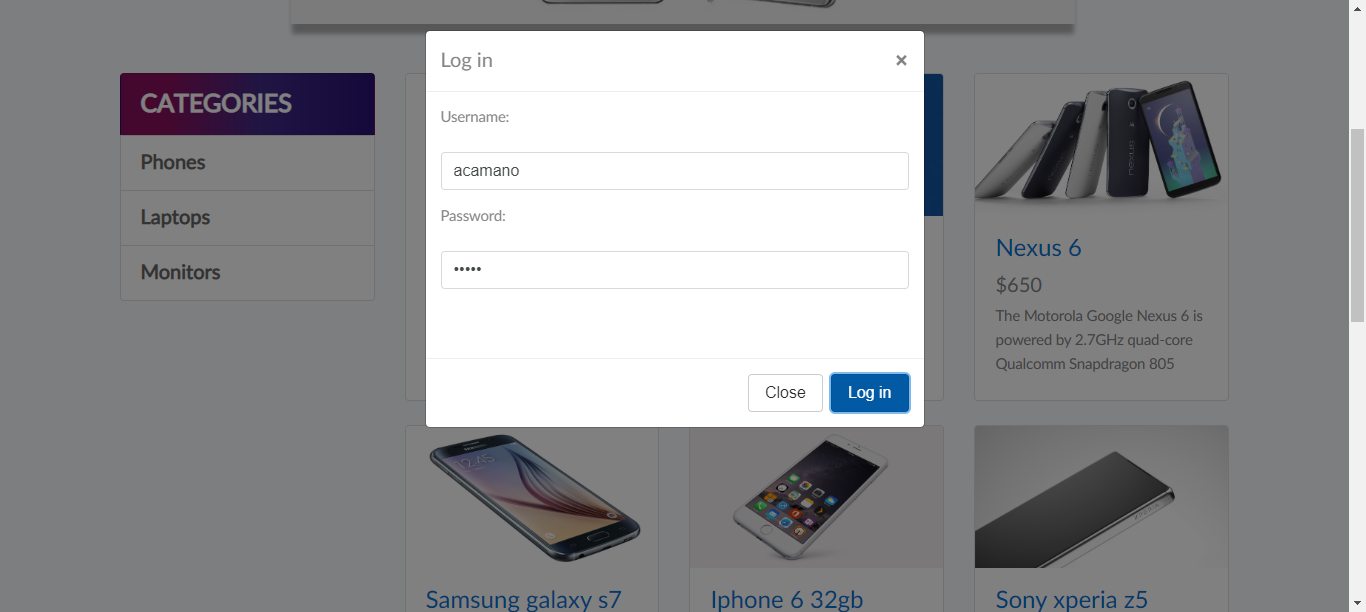 Log in
×
Username:
acamano
Password:
•••••
Close
Log in
CATEGORIES
Phones
Laptops
Monitors
Nexus 6
$650
The Motorola Google Nexus 6 is
powered by 2.7GHz quad-core
Qualcomm Snapdragon 805
Samsung galaxy s7
Iphone 6 32gb
Sony xperia z5